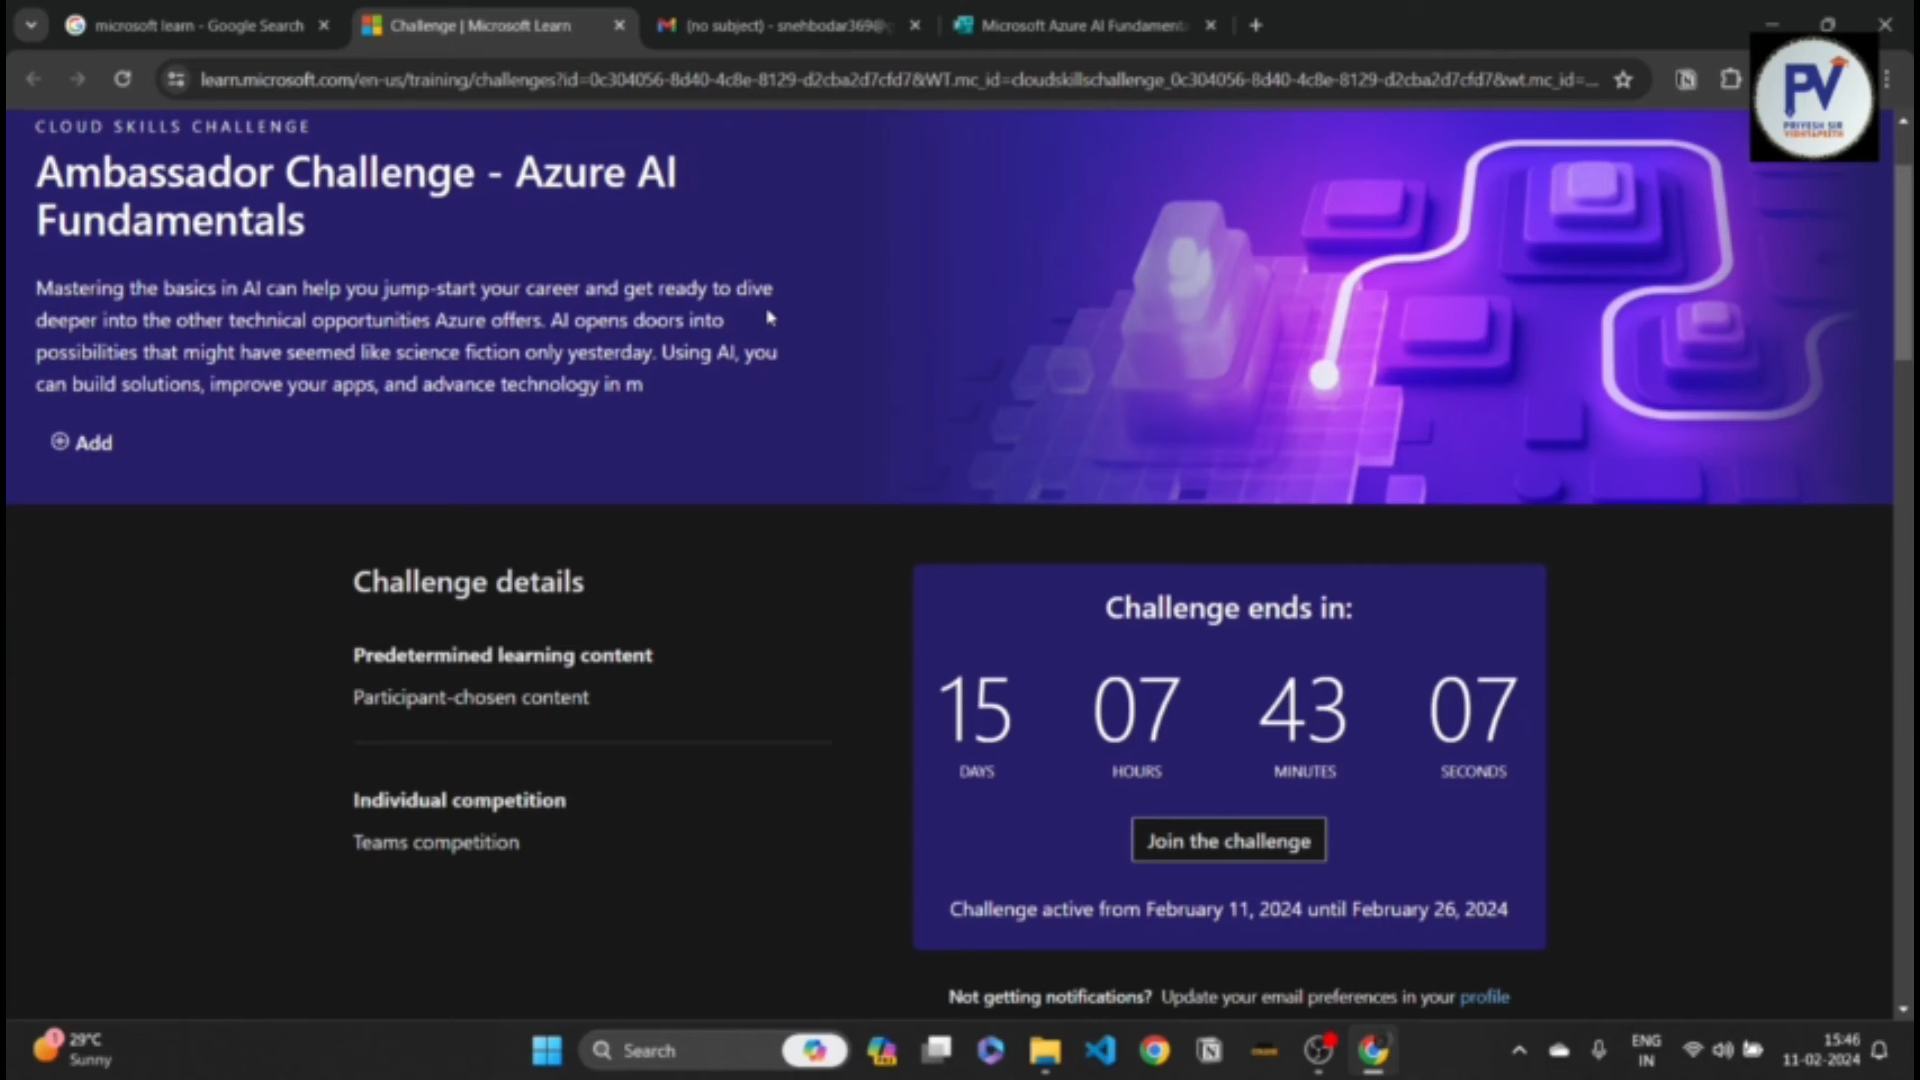 microsoft learn - Google Search
Challenge | Microsoft Learn
(no subject) - snehbodar369@
Microsoft Azure AI Fundament
learn.microsoft.com/en-us/training/challenges?id=0c304056-8d40-4c8e-8129-d2cba2d7cfd7&WT.mc_id=cloudskillschallenge_0c304056-8d40-4c8e-8129-d2cba2d7cfd7&wt.mc_id=...
PV
PRIYESH SIR
VIDHYAPEETH
CLOUD SKILLS CHALLENGE
Ambassador Challenge - Azure AI
Fundamentals
Mastering the basics in AI can help you jump-start your career and get ready to dive
deeper into the other technical opportunities Azure offers. AI opens doors into
possibilities that might have seemed like science fiction only yesterday. Using AI, you
can build solutions, improve your apps, and advance technology in m
Add
Challenge details
Predetermined learning content
Participant-chosen content
Individual competition
Teams competition
Challenge ends in:
15 07 43 07
DAYS HOURS MINUTES SECONDS
Join the challenge
Challenge active from February 11, 2024 until February 26, 2024
Not getting notifications? Update your email preferences in your profile
1
29°C
Sunny
Search
ENG
IN
15:46
11-02-2024